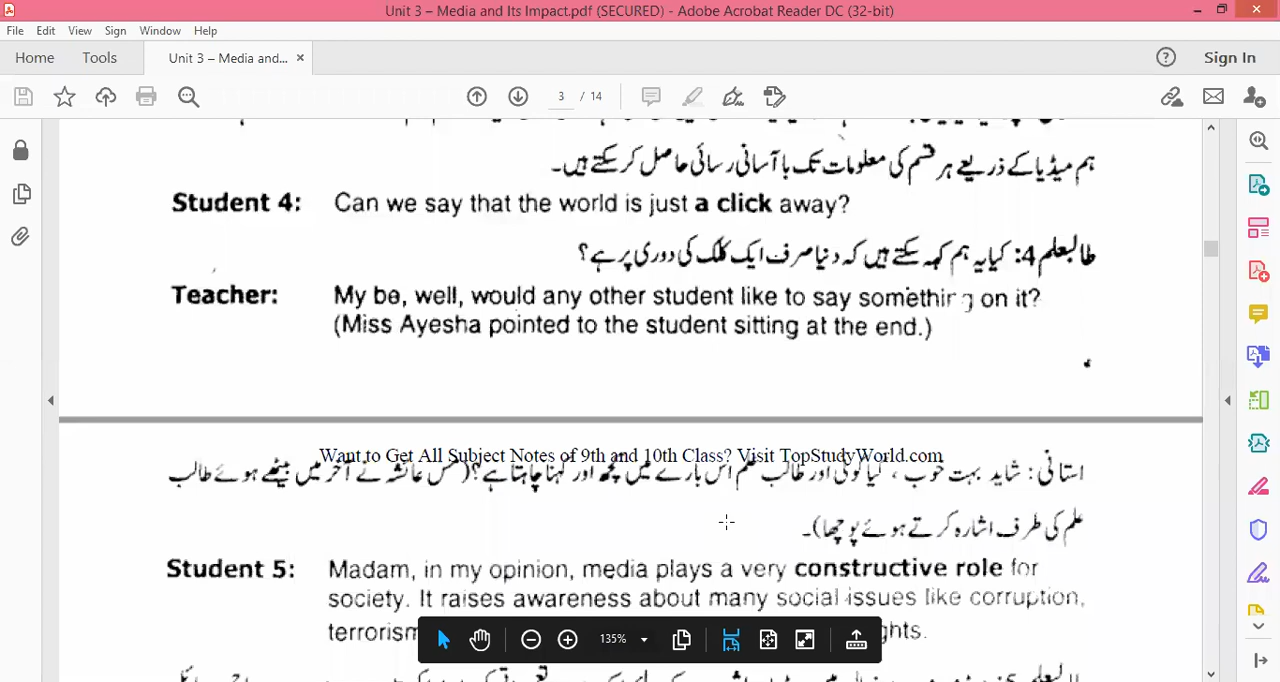 Unit 3 – Media and Its Impact.pdf (SECURED) - Adobe Acrobat Reader DC (32-bit)
File Edit View Sign Window Help
Home Tools Unit 3 – Media and... × Sign In
3 / 14
ہم میڈیا کے ذریعے ہر قسم کی معلومات تک باآسانی رسائی حاصل کر سکتے ہیں۔
Student 4: Can we say that the world is just a click away?
طالبعلم 4: کیا یہ ہم کہہ سکتے ہیں کہ دنیا صرف ایک کلک کی دوری پر ہے؟
Teacher: My be, well, would any other student like to say something on it?
(Miss Ayesha pointed to the student sitting at the end.)
Want to Get All Subject Notes of 9th and 10th Class? Visit TopStudyWorld.com
استانی: شاید بہت خوب، کیا کوئی اور طالب علم اس بارے میں کچھ اور کہنا چاہتا ہے؟ (مس عائشہ نے آخر میں بیٹھے ہوئے طالب
علم کی طرف اشارہ کرتے ہوئے پوچھا)۔
Student 5: Madam, in my opinion, media plays a very constructive role for
society. It raises awareness about many social issues like corruption,
135%